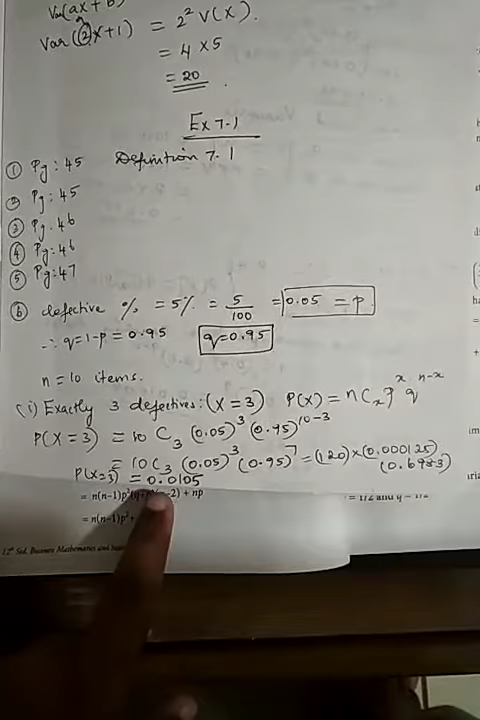 Var(ax+b)
Var(2x+1) = 2² V(X).
= 4 × 5
= 20.
Ex 7.1
① Pg: 45 Definition 7.1
② Pg: 45
③ Pg. 46
④ Pg: 46
⑤ Pg: 47
⑥ defective % = 5% = 5/100 = 0.05 = p
∴ q = 1-p = 0.95 q = 0.95
n = 10 items.
(i) Exactly 3 defectives: (X = 3) P(X) = nCx p^x q^n-x
P(X = 3) = 10 C3 (0.05)³ (0.95)^10-3
= 10C3 (0.05)³ (0.95)^7 = (120) × (0.000125) (0.6983)
P(X=3) = 0.0105
= n(n-1)p²
+ np
= n(n-1)p² +
12th Std. Business Mathematics and